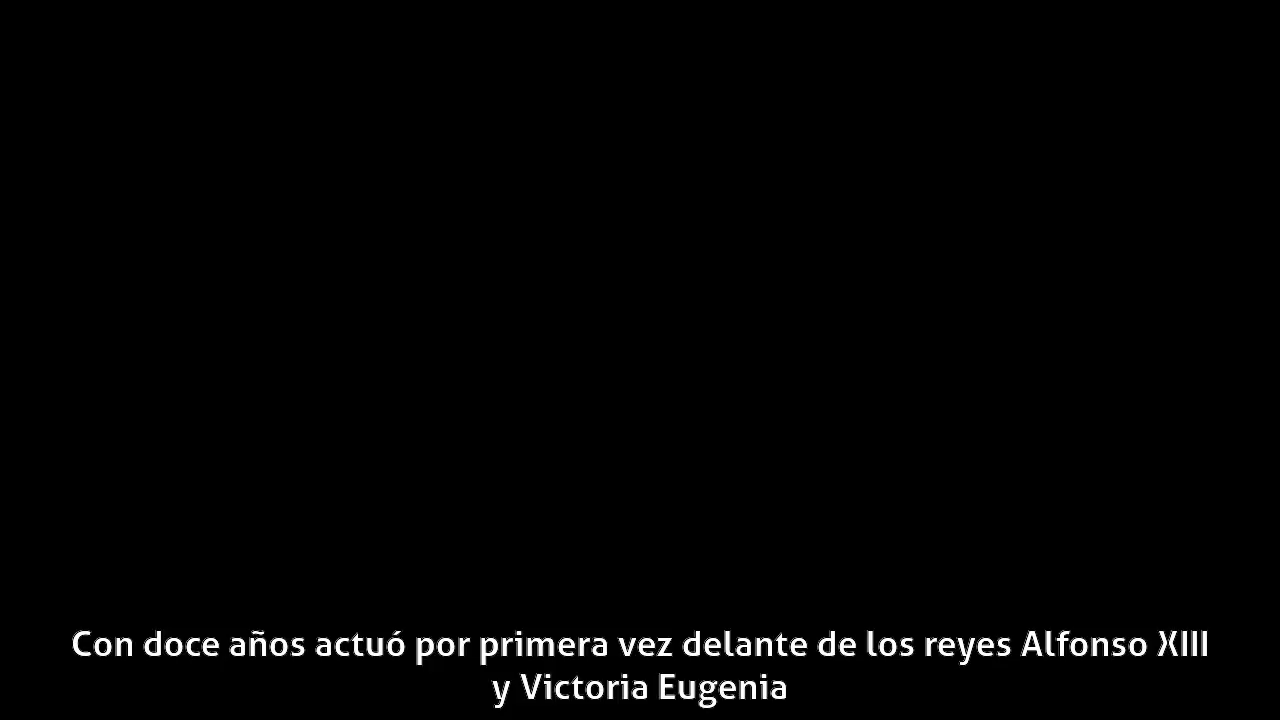 Con doce años actuó por primera vez delante de los reyes Alfonso XIII
y Victoria Eugenia